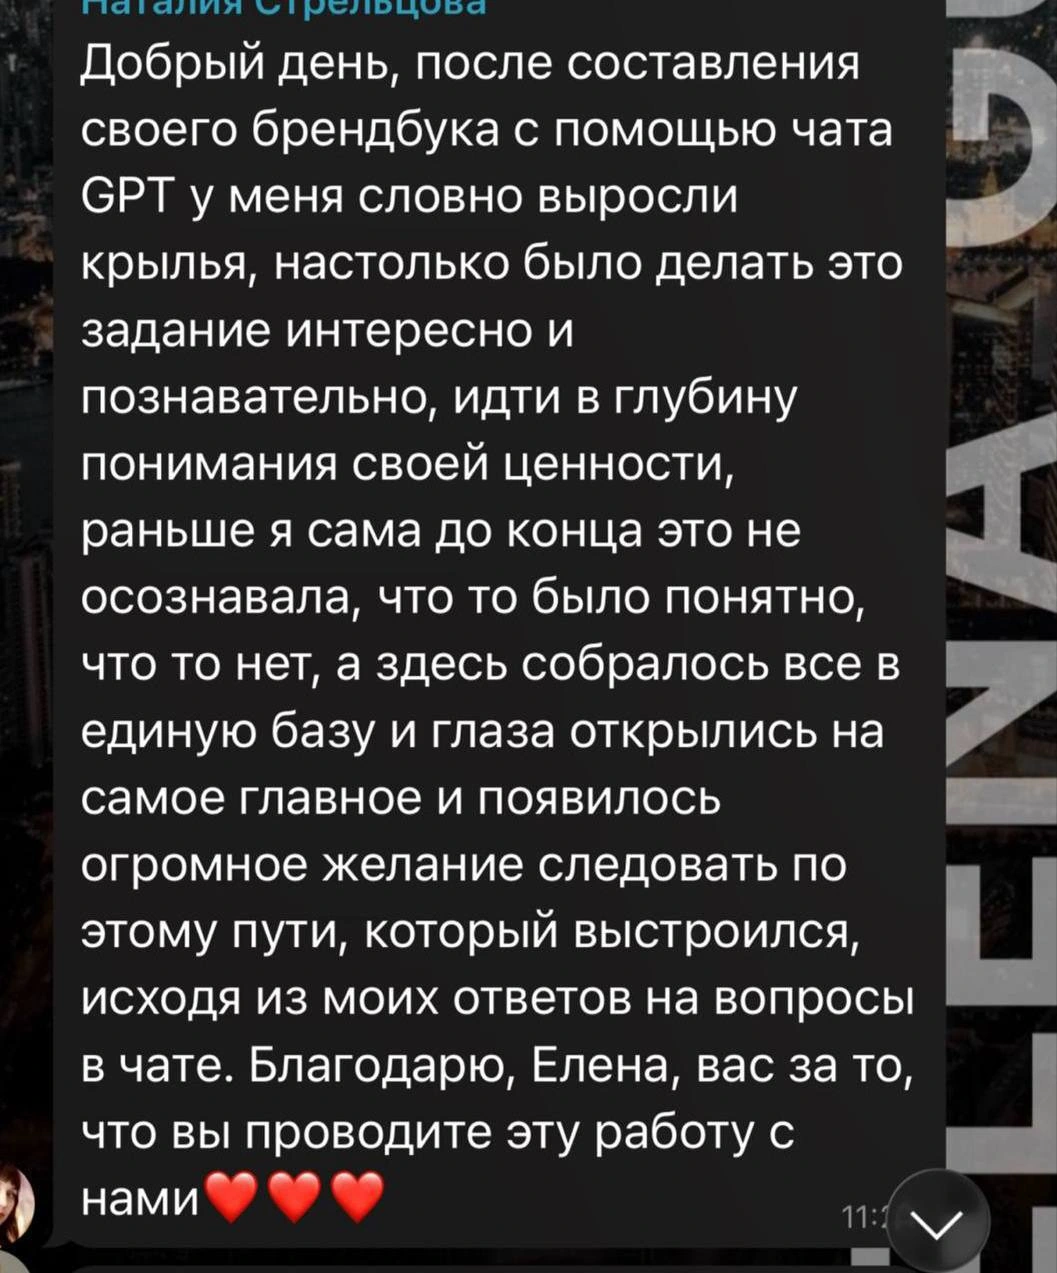 Наталия Стрельцова
Добрый день, после составления
своего брендбука с помощью чата
GPT у меня словно выросли
крылья, настолько было делать это
задание интересно и
познавательно, идти в глубину
понимания своей ценности,
раньше я сама до конца это не
осознавала, что то было понятно,
что то нет, а здесь собралось все в
единую базу и глаза открылись на
самое главное и появилось
огромное желание следовать по
этому пути, который выстроился,
исходя из моих ответов на вопросы
в чате. Благодарю, Елена, вас за то,
что вы проводите эту работу с
нами❤️❤️❤️